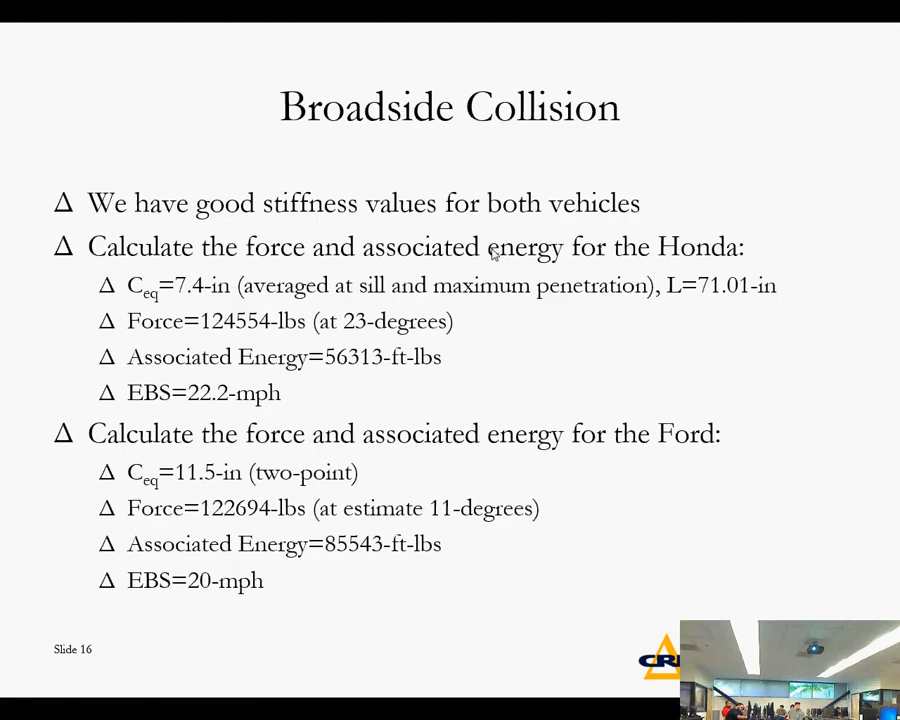 Broadside Collision
Δ We have good stiffness values for both vehicles
Δ Calculate the force and associated energy for the Honda:
Δ Ceq=7.4-in (averaged at sill and maximum penetration), L=71.01-in
Δ Force=124554-lbs (at 23-degrees)
Δ Associated Energy=56313-ft-lbs
Δ EBS=22.2-mph
Δ Calculate the force and associated energy for the Ford:
Δ Ceq=11.5-in (two-point)
Δ Force=122694-lbs (at estimate 11-degrees)
Δ Associated Energy=85543-ft-lbs
Δ EBS=20-mph
Slide 16